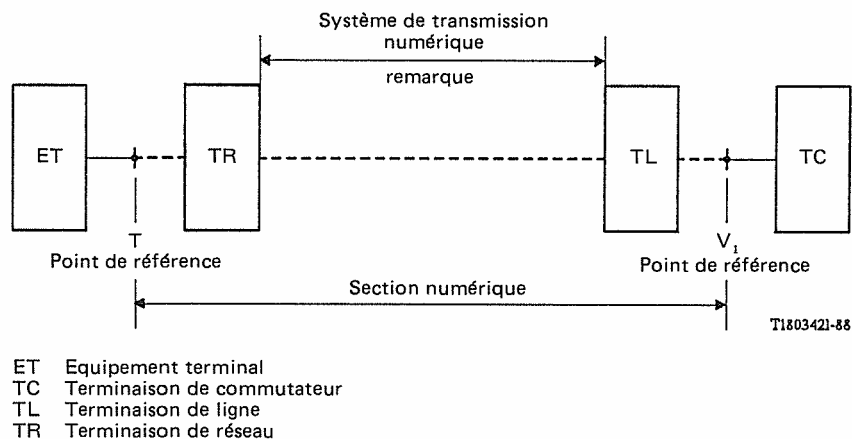 Système de transmission
numérique
remarque
ET
TR
TL
TC
T
Point de référence
V1
Point de référence
Section numérique
T1803421-88
ET Equipement terminal
TC Terminaison de commutateur
TL Terminaison de ligne
TR Terminaison de réseau